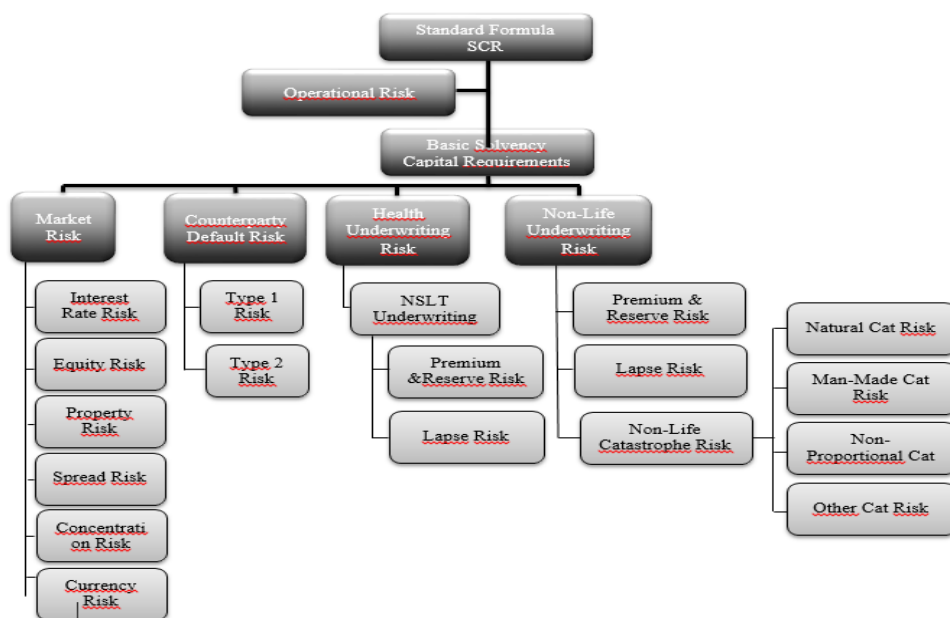 Standard Formula
SCR
Operational Risk
Basic Solvency
Capital Requirements
Market
Risk
Counterparty
Default Risk
Health
Underwriting
Risk
Non-Life
Underwriting
Risk
Interest
Rate Risk
Equity Risk
Property
Risk
Spread Risk
Concentrati
on Risk
Currency
Risk
Type 1
Risk
Type 2
Risk
NSLT
Underwriting
Premium
&Reserve Risk
Lapse Risk
Premium &
Reserve Risk
Lapse Risk
Non-Life
Catastrophe Risk
Natural Cat Risk
Man-Made Cat
Risk
Non-
Proportional Cat
Other Cat Risk